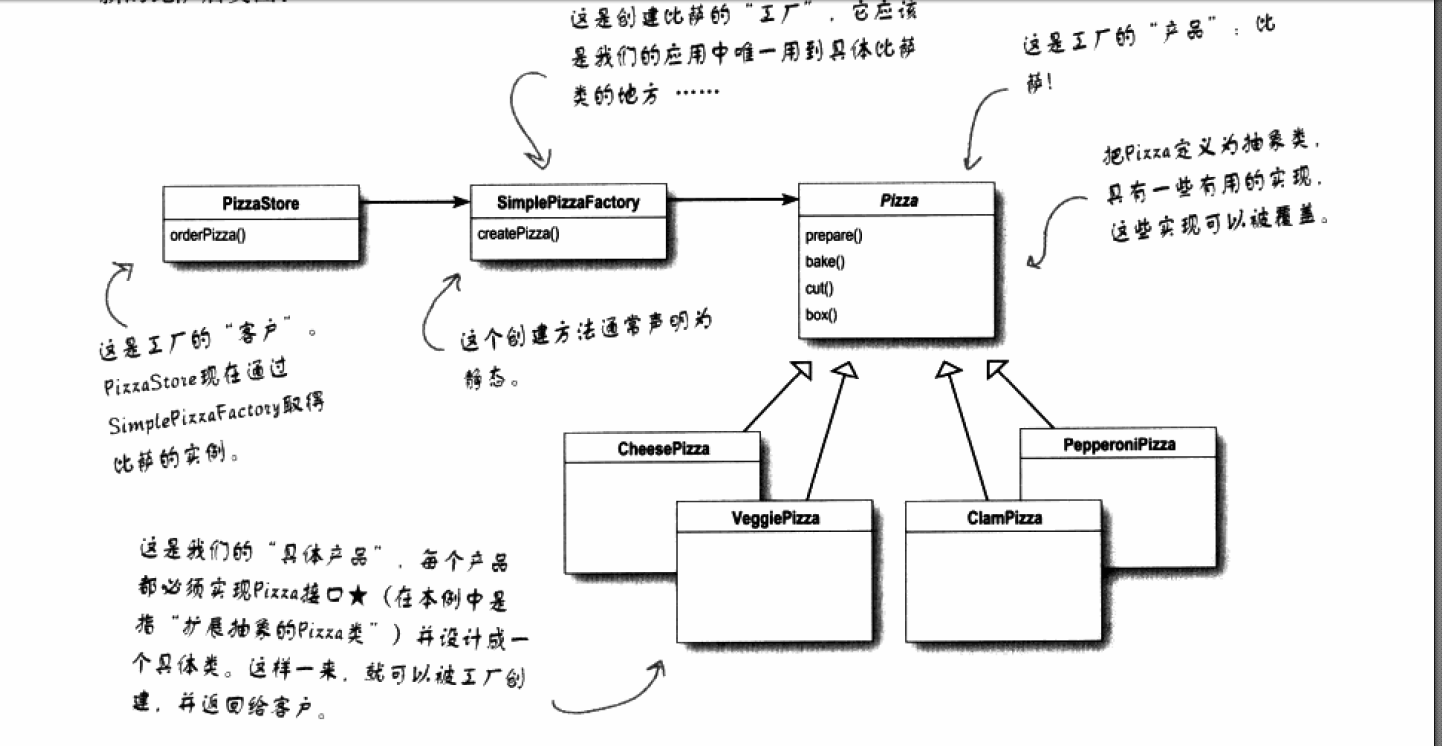 这是创建比萨的“工厂”，它应该
是我们的应用中唯一用到具体比萨
类的地方 ……
这是工厂的“产品”：比
萨！
把Pizza定义为抽象类，
具有一些有用的实现，
这些实现可以被覆盖。
PizzaStore
orderPizza()
SimplePizzaFactory
createPizza()
Pizza
prepare()
bake()
cut()
box()
这是工厂的“客户”。
PizzaStore现在通过
SimplePizzaFactory取得
比萨的实例。
这个创建方法通常声明为
静态。
CheesePizza
VeggiePizza
ClamPizza
PepperoniPizza
这是我们的“具体产品”，每个产品
都必须实现Pizza接口★（在本例中是
指“扩展抽象的Pizza类”）并设计成一
个具体类。这样一来，就可以被工厂创
建，并返回给客户。